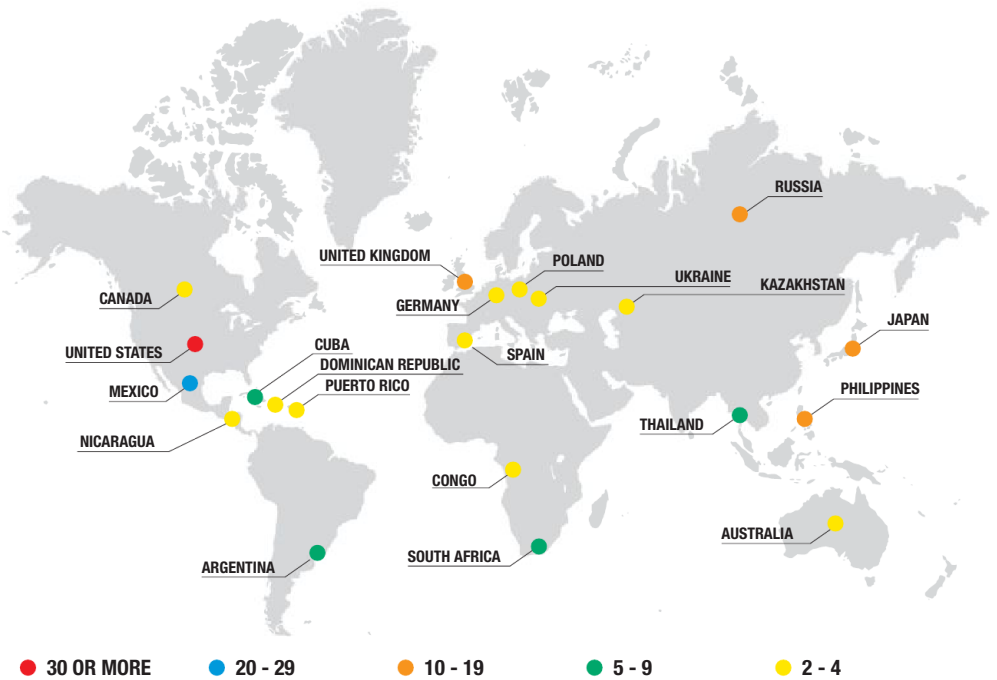 RUSSIA
UNITED KINGDOM
POLAND
UKRAINE
KAZAKHSTAN
CANADA
GERMANY
JAPAN
UNITED STATES
CUBA
SPAIN
DOMINICAN REPUBLIC
MEXICO
PUERTO RICO
PHILIPPINES
THAILAND
NICARAGUA
CONGO
AUSTRALIA
SOUTH AFRICA
ARGENTINA
30 OR MORE
20 - 29
10 - 19
5 - 9
2 - 4